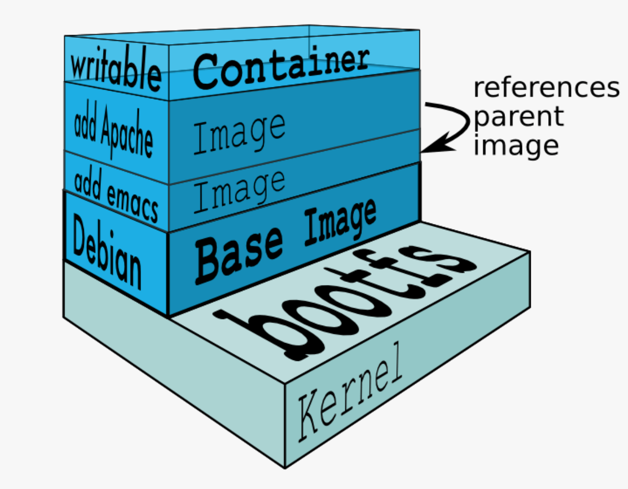 writable
Container
add Apache
Image
references
parent
image
add emacs
Image
Debian
Base Image
bootfs
Kernel